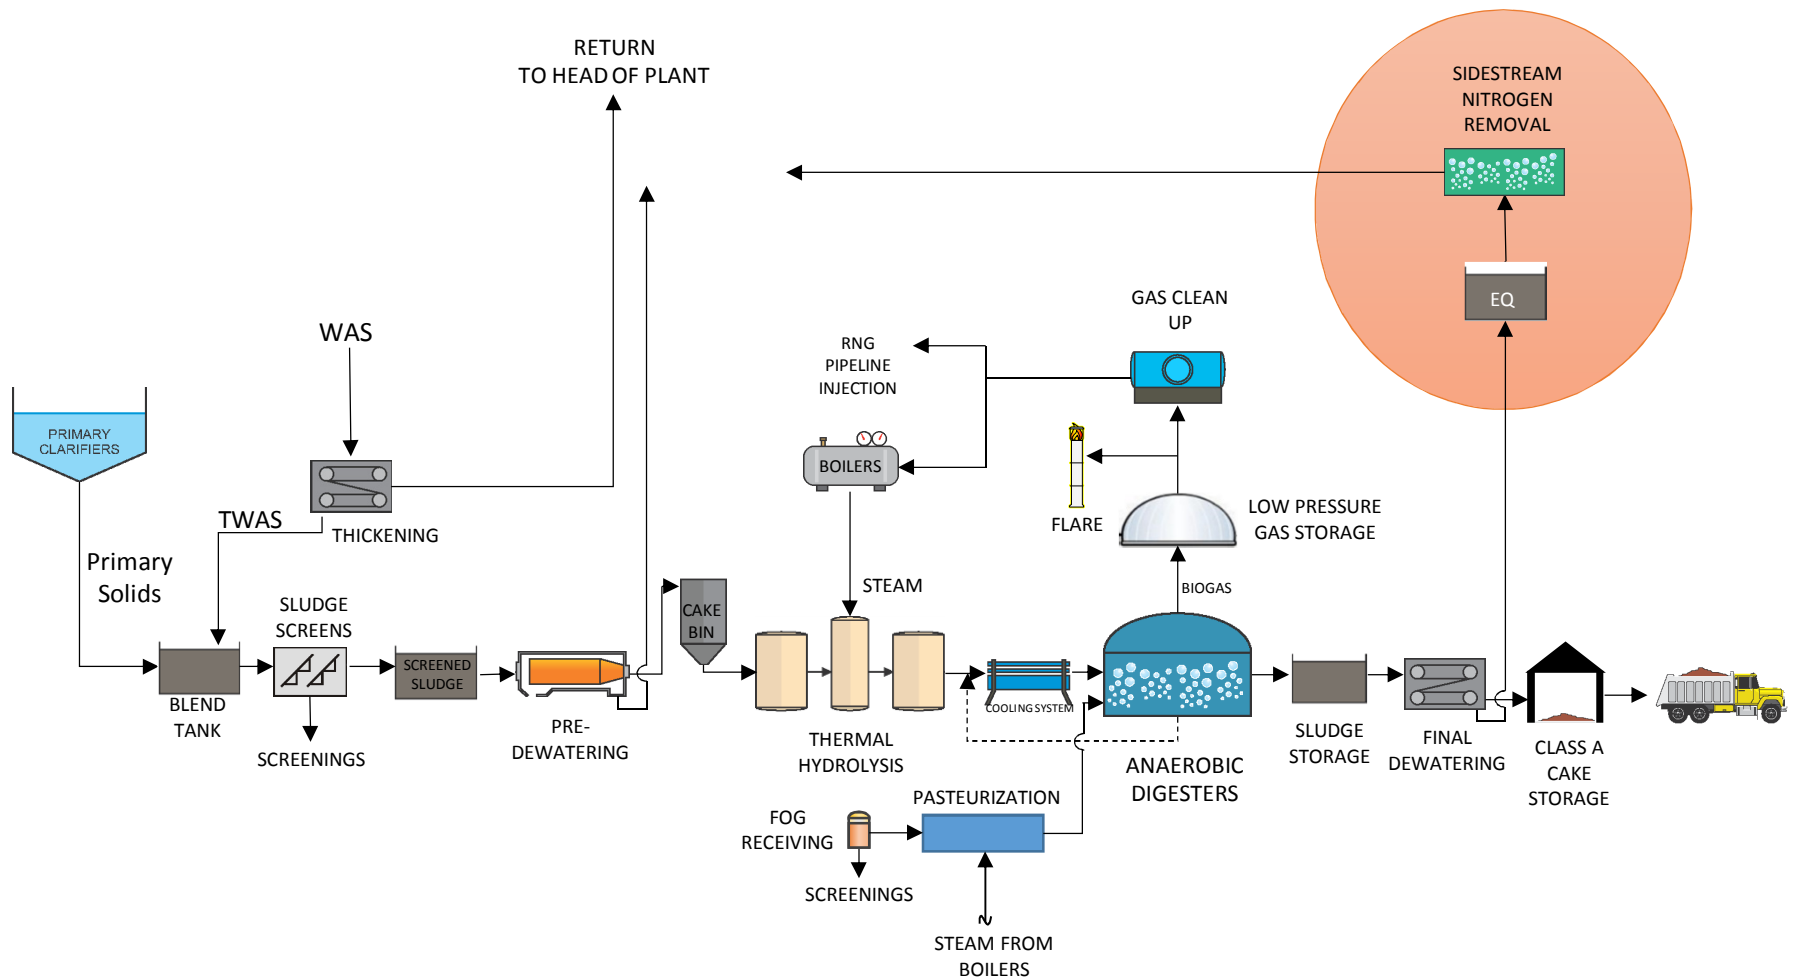 RETURN
TO HEAD OF PLANT
SIDESTREAM
NITROGEN
REMOVAL
EQ
GAS CLEAN
UP
WAS
RNG
PIPELINE
INJECTION
PRIMARY
CLARIFIERS
BOILERS
TWAS
THICKENING
FLARE
LOW PRESSURE
GAS STORAGE
Primary
Solids
STEAM
BIOGAS
SLUDGE
SCREENS
CAKE
BIN
SCREENED
SLUDGE
COOLING SYSTEM
BLEND
TANK
SCREENINGS
PRE-
DEWATERING
THERMAL
HYDROLYSIS
ANAEROBIC
DIGESTERS
SLUDGE
STORAGE
FINAL
DEWATERING
CLASS A
CAKE
STORAGE
PASTEURIZATION
FOG
RECEIVING
SCREENINGS
STEAM FROM
BOILERS